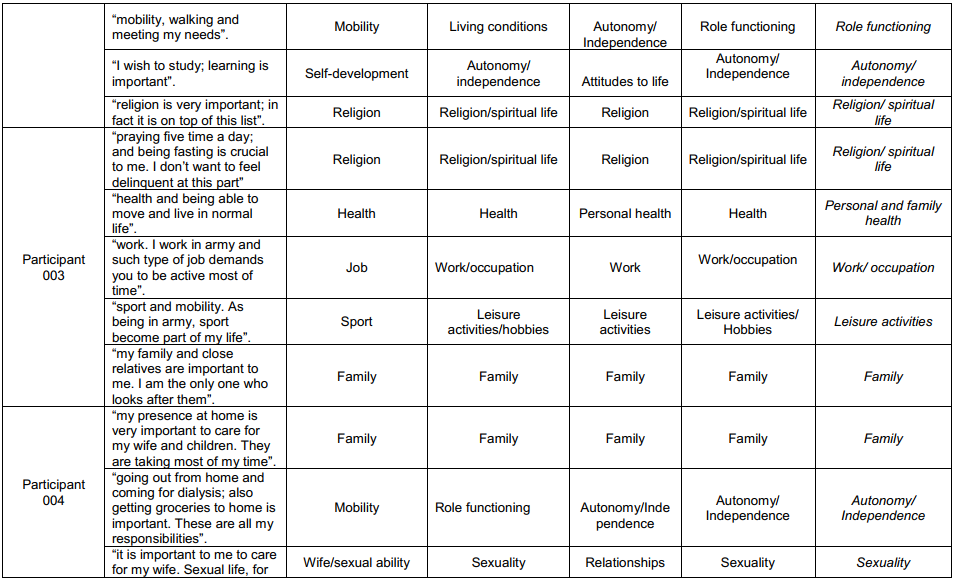 “mobility, walking and
meeting my needs”.
Mobility
Living conditions
Autonomy/
Independence
Role functioning
Role functioning
“I wish to study; learning is
important”.
Self-development
Autonomy/
independence
Attitudes to life
Autonomy/
Independence
Autonomy/
independence
“religion is very important; in
fact it is on top of this list”.
Religion
Religion/spiritual life
Religion
Religion/spiritual life
Religion/ spiritual
life
Participant
003
“praying five time a day;
and being fasting is crucial
to me. I don’t want to feel
delinquent at this part”
Religion
Religion/spiritual life
Religion
Religion/spiritual life
Religion/ spiritual
life
“health and being able to
move and live in normal
life”.
Health
Health
Personal health
Health
Personal and family
health
“work. I work in army and
such type of job demands
you to be active most of
time”.
Job
Work/occupation
Work
Work/occupation
Work/ occupation
“sport and mobility. As
being in army, sport
become part of my life”.
Sport
Leisure
activities/hobbies
Leisure
activities
Leisure activities/
Hobbies
Leisure activities
“my family and close
relatives are important to
me. I am the only one who
looks after them”.
Family
Family
Family
Family
Family
Participant
004
“my presence at home is
very important to care for
my wife and children. They
are taking most of my time”.
Family
Family
Family
Family
Family
“going out from home and
coming for dialysis; also
getting groceries to home is
important. These are all my
responsibilities”.
Mobility
Role functioning
Autonomy/Inde
pendence
Autonomy/
Independence
Autonomy/
Independence
“it is important to me to care
for my wife. Sexual life, for
Wife/sexual ability
Sexuality
Relationships
Sexuality
Sexuality